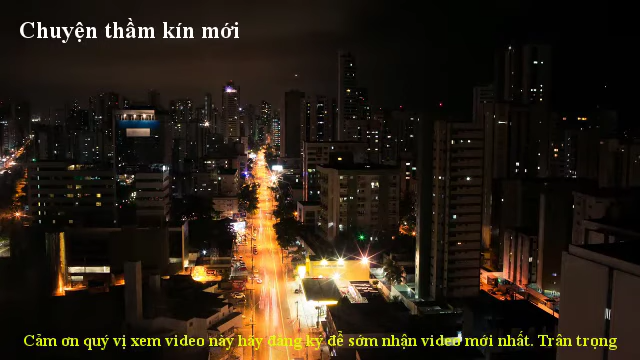 Chuyện thầm kín mới
Cảm ơn quý vị xem video này hãy đăng ký để sớm nhận video mới nhất. Trân trọng